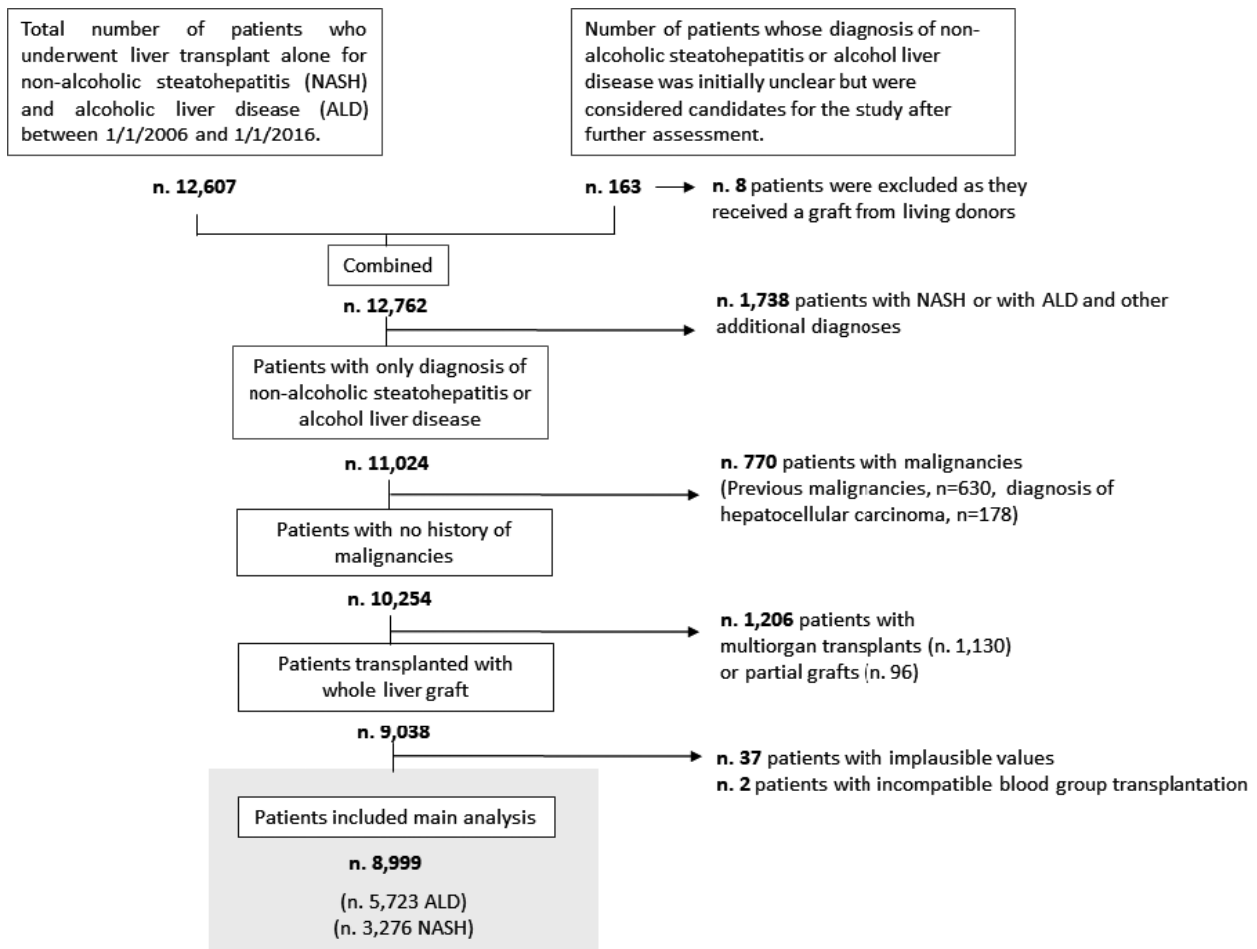 Total number of patients who
underwent liver transplant alone for
non-alcoholic steatohepatitis (NASH)
and alcoholic liver disease (ALD)
between 1/1/2006 and 1/1/2016.
Number of patients whose diagnosis of non-
alcoholic steatohepatitis or alcohol liver
disease was initially unclear but were
considered candidates for the study after
further assessment.
n. 12,607
n. 163
n. 8 patients were excluded as they
received a graft from living donors
Combined
n. 12,762
n. 1,738 patients with NASH or with ALD and other
additional diagnoses
Patients with only diagnosis of
non-alcoholic steatohepatitis or
alcohol liver disease
n. 11,024
n. 770 patients with malignancies
(Previous malignancies, n=630, diagnosis of
hepatocellular carcinoma, n=178)
Patients with no history of
malignancies
n. 10,254
n. 1,206 patients with
multiorgan transplants (n. 1,130)
or partial grafts (n. 96)
Patients transplanted with
whole liver graft
n. 9,038
n. 37 patients with implausible values
n. 2 patients with incompatible blood group transplantation
Patients included main analysis
n. 8,999
(n. 5,723 ALD)
(n. 3,276 NASH)